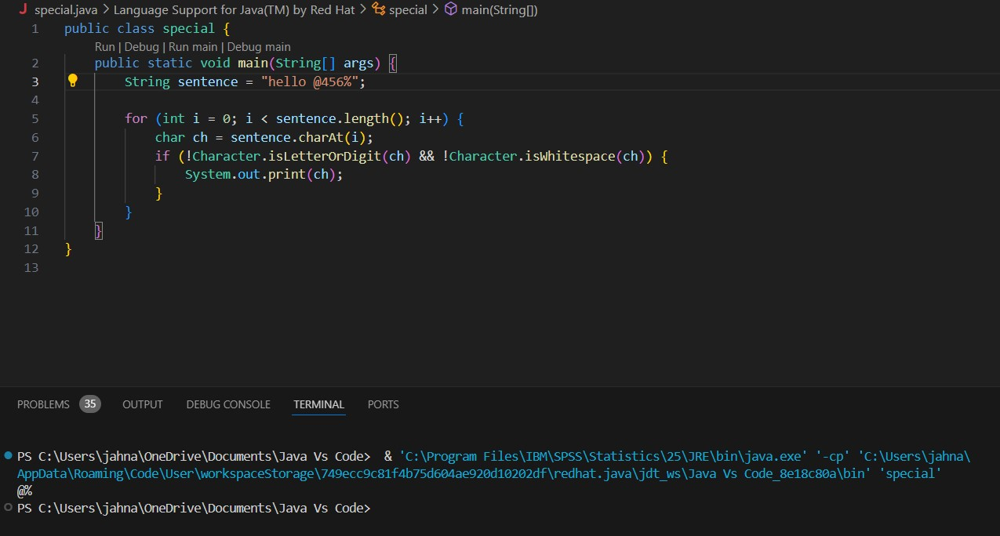 special.java > Language Support for Java(TM) by Red Hat > special > main(String[])
1 public class special {
Run | Debug | Run main | Debug main
2     public static void main(String[] args) {
3         String sentence = "hello @456%";
4
5         for (int i = 0; i < sentence.length(); i++) {
6             char ch = sentence.charAt(i);
7             if (!Character.isLetterOrDigit(ch) && !Character.isWhitespace(ch)) {
8                 System.out.print(ch);
9             }
10         }
11     }
12 }
13
PROBLEMS 35 OUTPUT DEBUG CONSOLE TERMINAL PORTS
PS C:\Users\jahna\OneDrive\Documents\Java Vs Code>  & 'C:\Program Files\IBM\SPSS\Statistics\25\JRE\bin\java.exe' '-cp' 'C:\Users\jahna\
AppData\Roaming\Code\User\workspaceStorage\749ecc9c81f4b75d604ae920d10202df\redhat.java\jdt_ws\Java Vs Code_8e18c80a\bin' 'special'
@%
PS C:\Users\jahna\OneDrive\Documents\Java Vs Code>